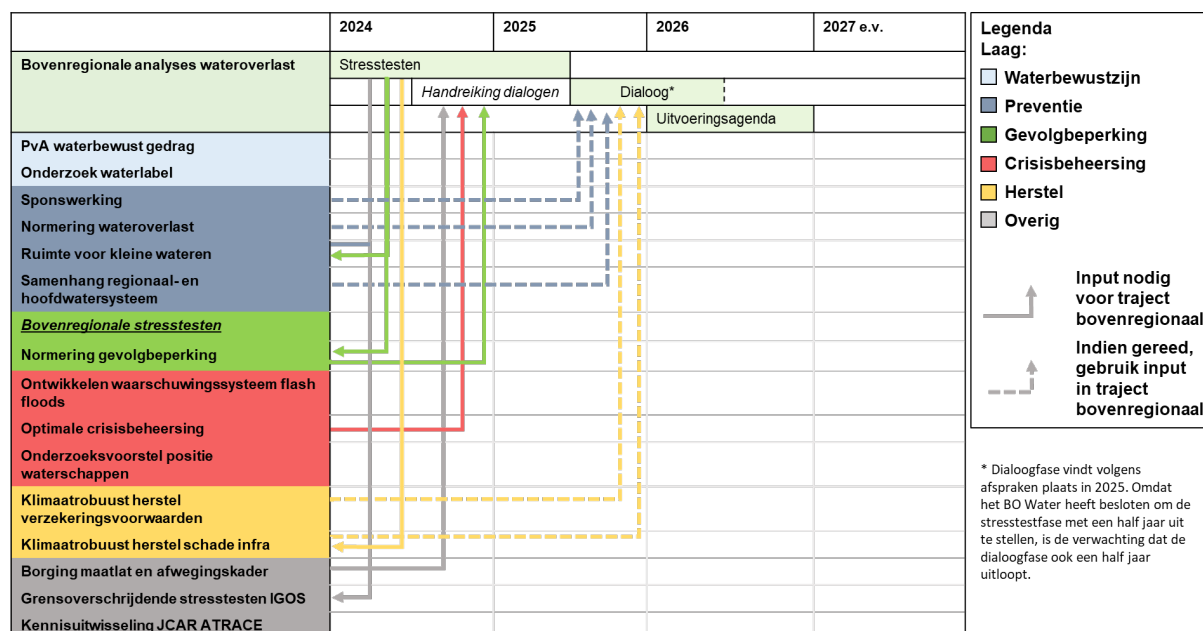 2024
2025
2026
2027 e.v.
Bovenregionale analyses wateroverlast
Stresstesten
Handreiking dialogen
Dialoog*
Uitvoeringsagenda
PvA waterbewust gedrag
Onderzoek waterlabel
Sponswerking
Normering wateroverlast
Ruimte voor kleine wateren
Samenhang regionaal- en
hoofdwatersysteem
Bovenregionale stresstesten
Normering gevolgbeperking
Ontwikkelen waarschuwingssysteem flash
floods
Optimale crisisbeheersing
Onderzoeksvoorstel positie
waterschappen
Klimaatrobuust herstel
verzekeringsvoorwaarden
Klimaatrobuust herstel schade infra
Borging maatlat en afwegingskader
Grensoverschrijdende stresstesten IGOS
Kennisuitwisseling JCAR ATRACE
Legenda
Laag:
Waterbewustzijn
Preventie
Gevolgbeperking
Crisisbeheersing
Herstel
Overig
Input nodig
voor traject
bovenregionaal
Indien gereed,
gebruik input
in traject
bovenregionaal
* Dialoogfase vindt volgens
afspraken plaats in 2025. Omdat
het BO Water heeft besloten om de
stresstestfase met een half jaar uit
te stellen, is de verwachting dat de
dialoogfase ook een half jaar
uitloopt.